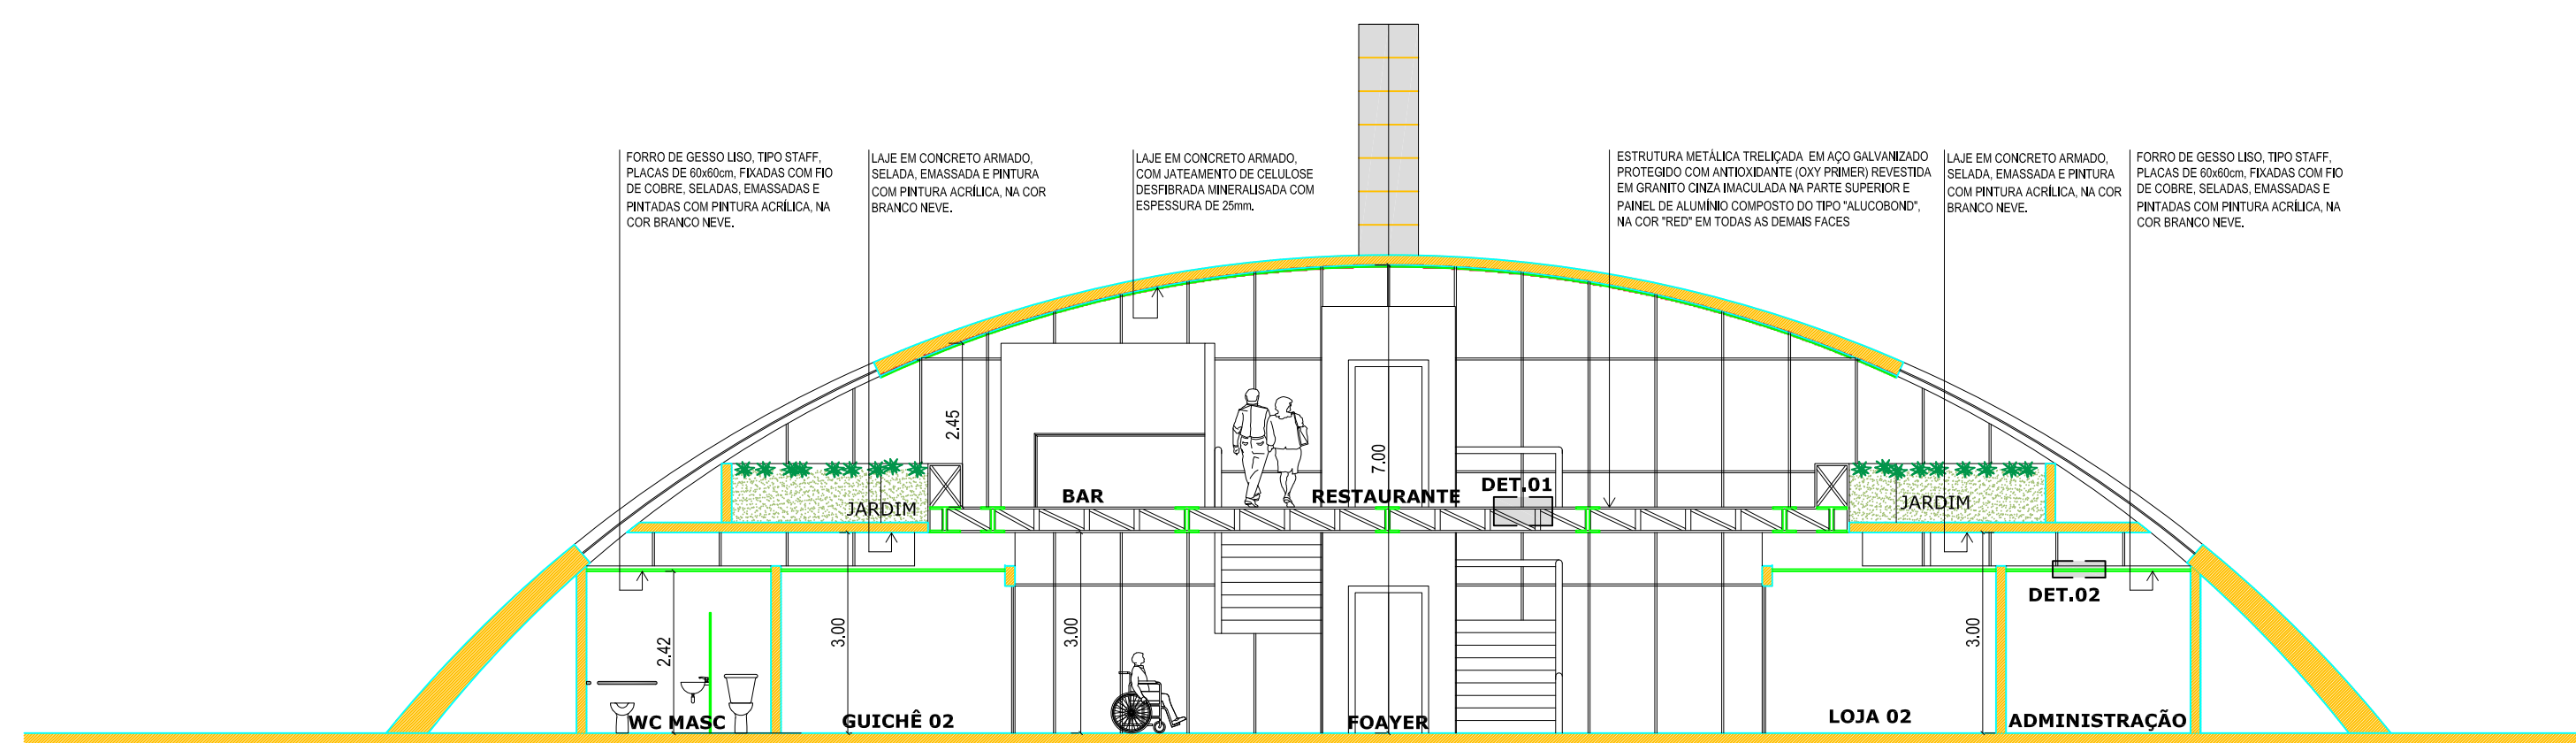 FORRO DE GESSO LISO, TIPO STAFF,
PLACAS DE 60x60cm, FIXADAS COM FIO
DE COBRE, SELADAS, EMASSADAS E
PINTADAS COM PINTURA ACRÍLICA, NA
COR BRANCO NEVE.
LAJE EM CONCRETO ARMADO,
SELADA, EMASSADA E PINTURA
COM PINTURA ACRÍLICA, NA COR
BRANCO NEVE.
LAJE EM CONCRETO ARMADO,
COM JATEAMENTO DE CELULOSE
DESFIBRADA MINERALISADA COM
ESPESSURA DE 25mm.
ESTRUTURA METÁLICA TRELIÇADA EM AÇO GALVANIZADO
PROTEGIDO COM ANTIOXIDANTE (OXY PRIMER) REVESTIDA
EM GRANITO CINZA IMACULADA NA PARTE SUPERIOR E
PAINEL DE ALUMÍNIO COMPOSTO DO TIPO "ALUCOBOND",
NA COR "RED" EM TODAS AS DEMAIS FACES
LAJE EM CONCRETO ARMADO,
SELADA, EMASSADA E PINTURA
COM PINTURA ACRÍLICA, NA COR
BRANCO NEVE.
FORRO DE GESSO LISO, TIPO STAFF,
PLACAS DE 60x60cm, FIXADAS COM FIO
DE COBRE, SELADAS, EMASSADAS E
PINTADAS COM PINTURA ACRÍLICA, NA
COR BRANCO NEVE.
2.45
7.00
JARDIM
BAR
RESTAURANTE
DET.01
JARDIM
DET.02
2.42
3.00
3.00
3.00
WC MASC
GUICHÊ 02
FOAYER
LOJA 02
ADMINISTRAÇÃO